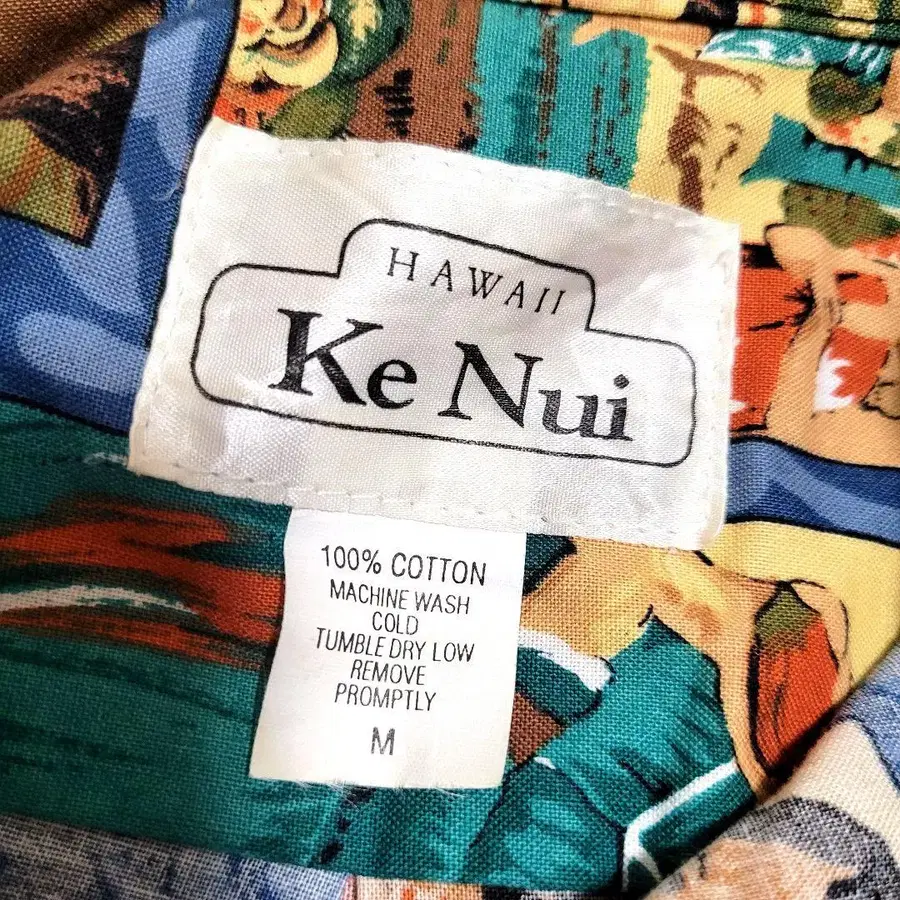 HAWAII
Ke Nui
100% COTTON
MACHINE WASH
COLD
TUMBLE DRY LOW
REMOVE
PROMPTLY
M